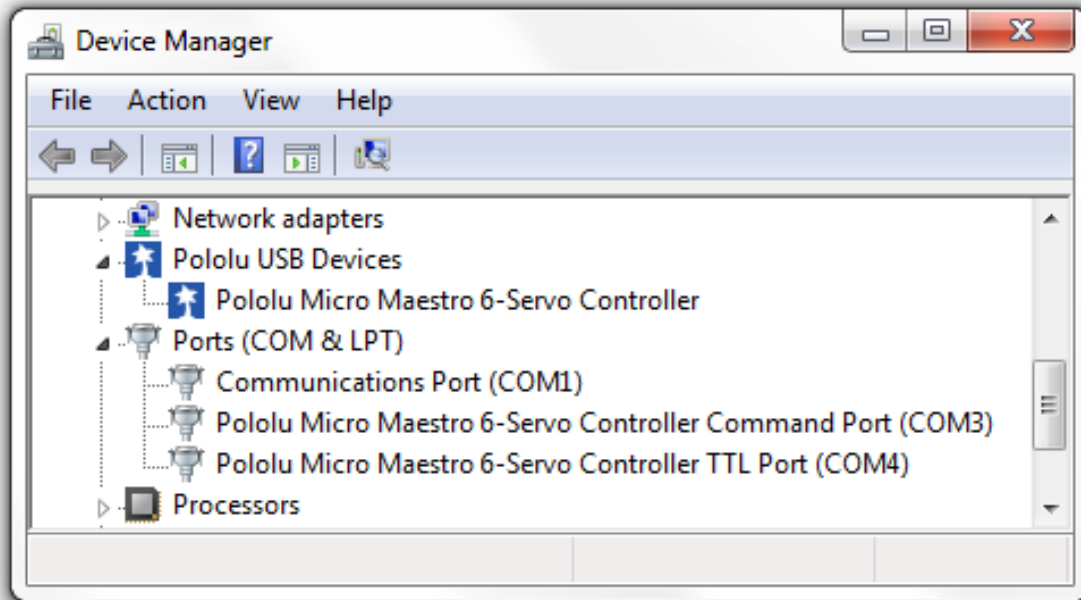 Device Manager
File Action View Help
Network adapters
Pololu USB Devices
Pololu Micro Maestro 6-Servo Controller
Ports (COM & LPT)
Communications Port (COM1)
Pololu Micro Maestro 6-Servo Controller Command Port (COM3)
Pololu Micro Maestro 6-Servo Controller TTL Port (COM4)
Processors